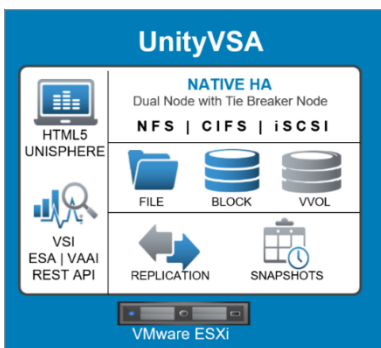 UnityVSA
HTML5
UNISPHERE
VSI
ESA | VAAI
REST API
NATIVE HA
Dual Node with Tie Breaker Node
NFS | CIFS | iSCSI
FILE
BLOCK
VVOL
REPLICATION
SNAPSHOTS
VMware ESXi